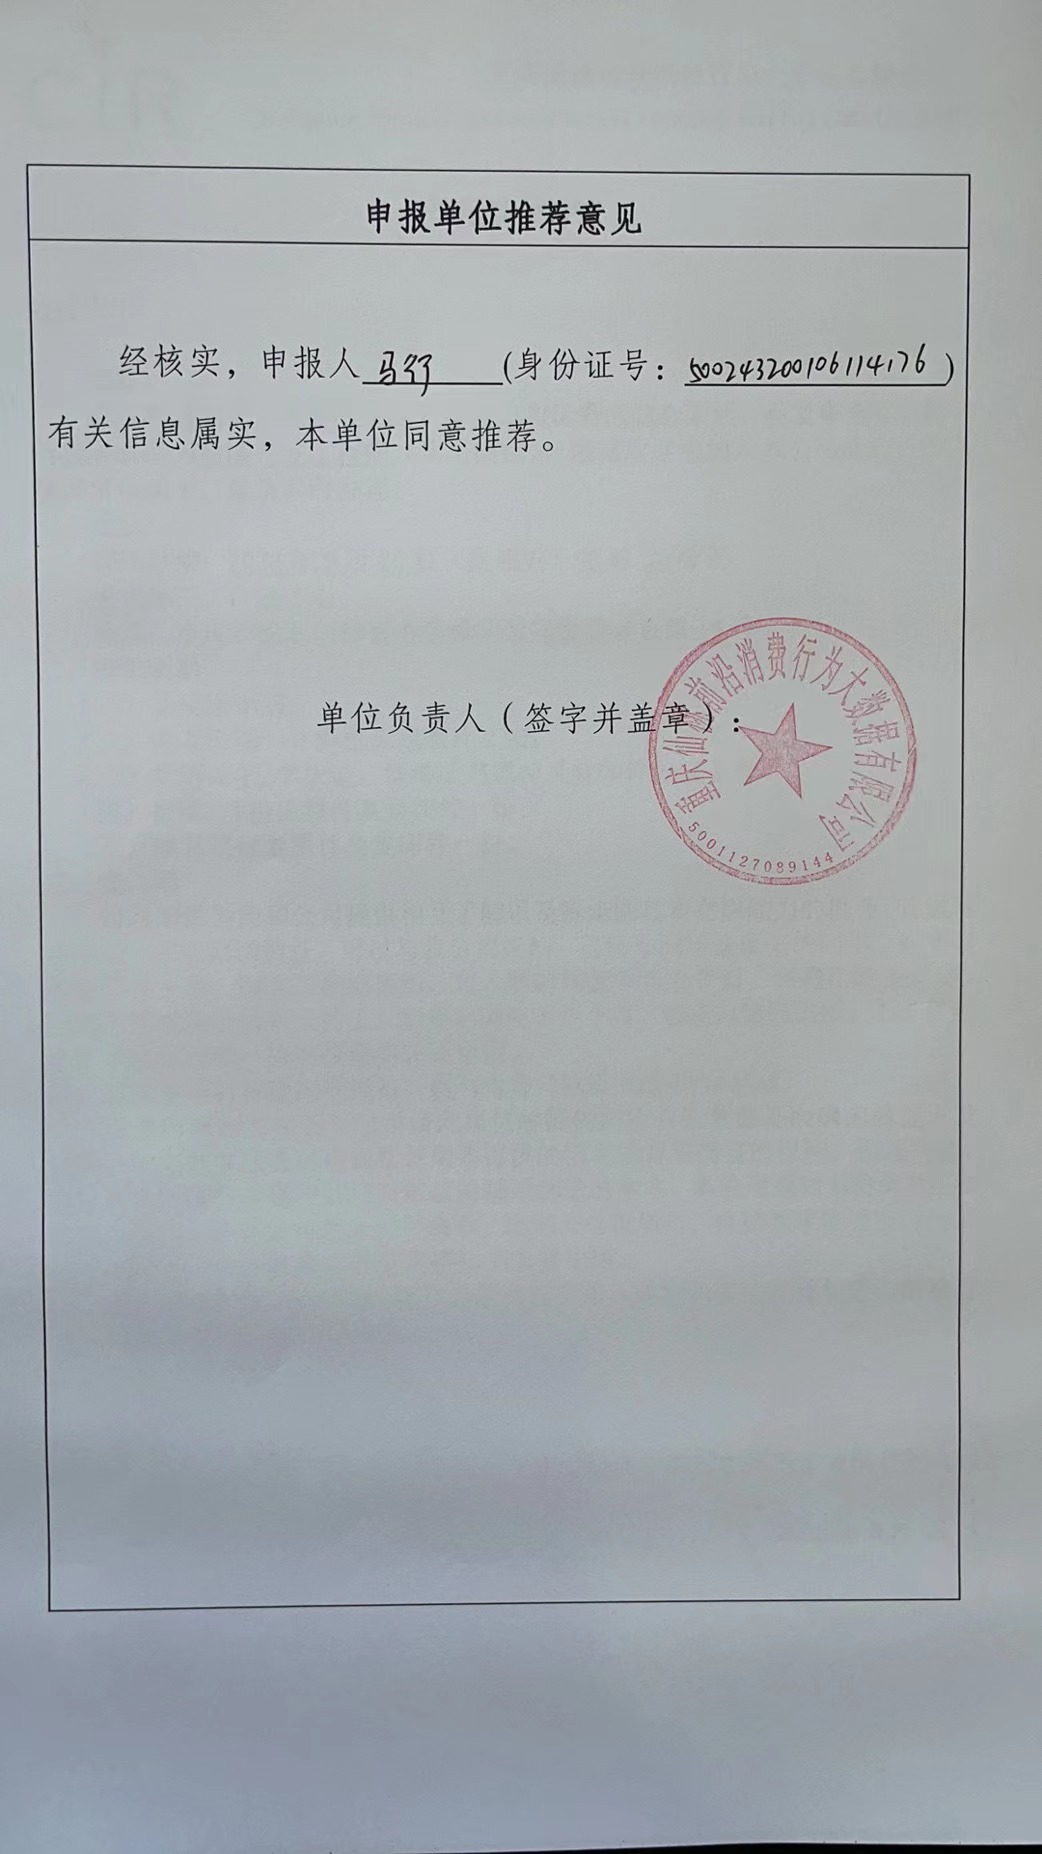 申报单位推荐意见
经核实，申报人 马行 (身份证号：500243200106114176)
有关信息属实，本单位同意推荐。
单位负责人（签字并盖章）：
重庆仙 前沿消费行为大数据有限公司
5001127089144